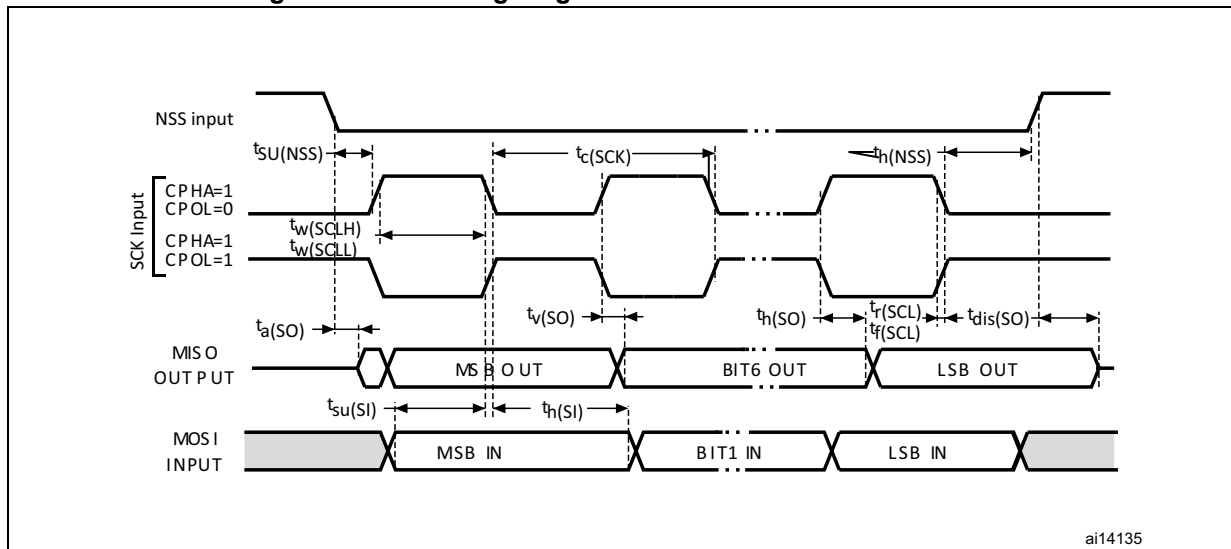 NSS input
tSU(NSS)
tc(SCK)
th(NSS)
SCK Input
CPHA=1
CPOL=0
tw(SCLH)
tw(SCLL)
CPHA=1
CPOL=1
ta(SO)
tv(SO)
th(SO)
tr(SCL)
tf(SCL)
tdis(SO)
MISO
OUTPUT
MSB OUT
BIT6 OUT
LSB OUT
tsu(SI)
th(SI)
MOSI
INPUT
MSB IN
BIT1 IN
LSB IN
ai14135